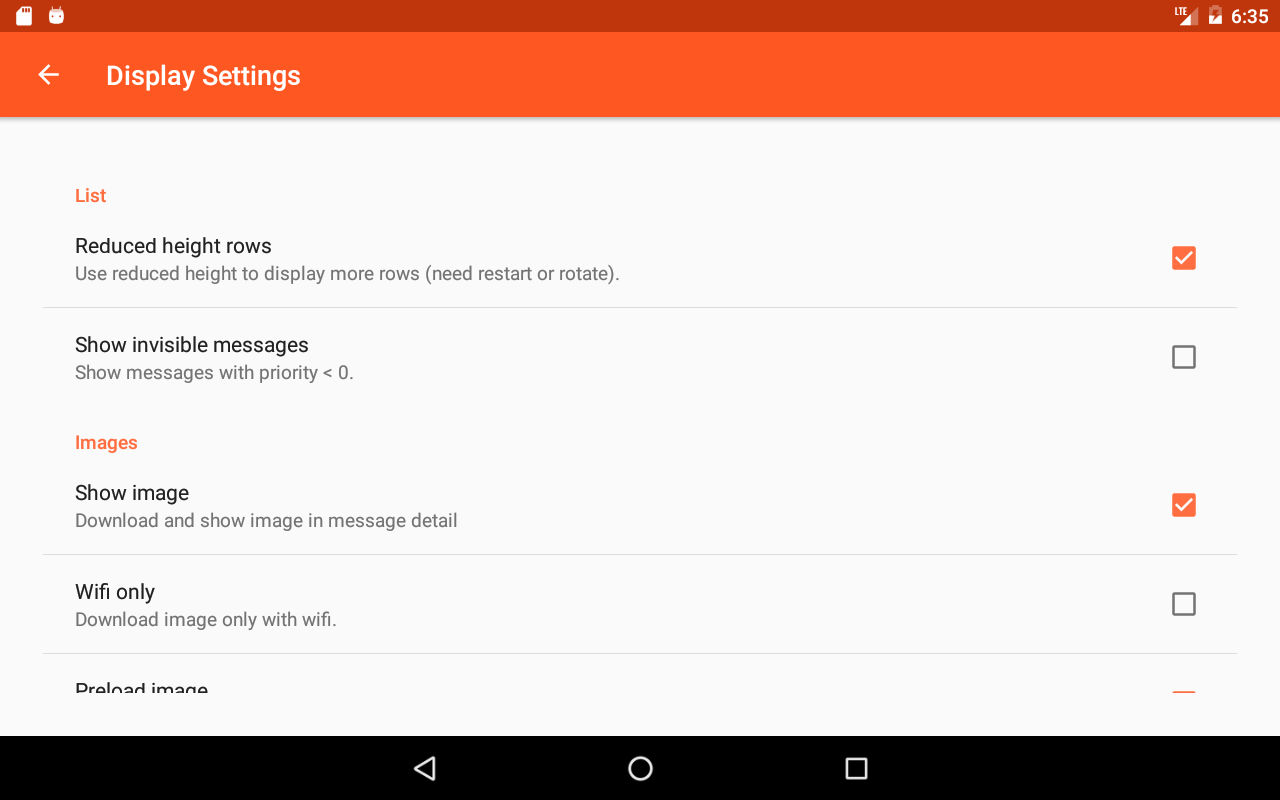 LTE 6:35
Display Settings
List
Reduced height rows
Use reduced height to display more rows (need restart or rotate).
Show invisible messages
Show messages with priority < 0.
Images
Show image
Download and show image in message detail
Wifi only
Download image only with wifi.
Preload image